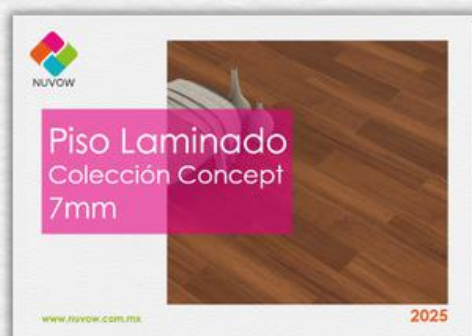 NUVOW
Piso Laminado
Colección Concept
7mm
www.nuvow.com.mx
2025